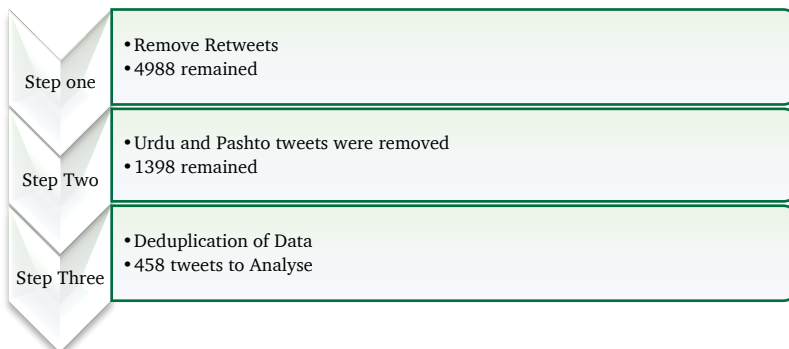 Step one
• Remove Retweets
• 4988 remained
Step Two
• Urdu and Pashto tweets were removed
• 1398 remained
Step Three
• Deduplication of Data
• 458 tweets to Analyse